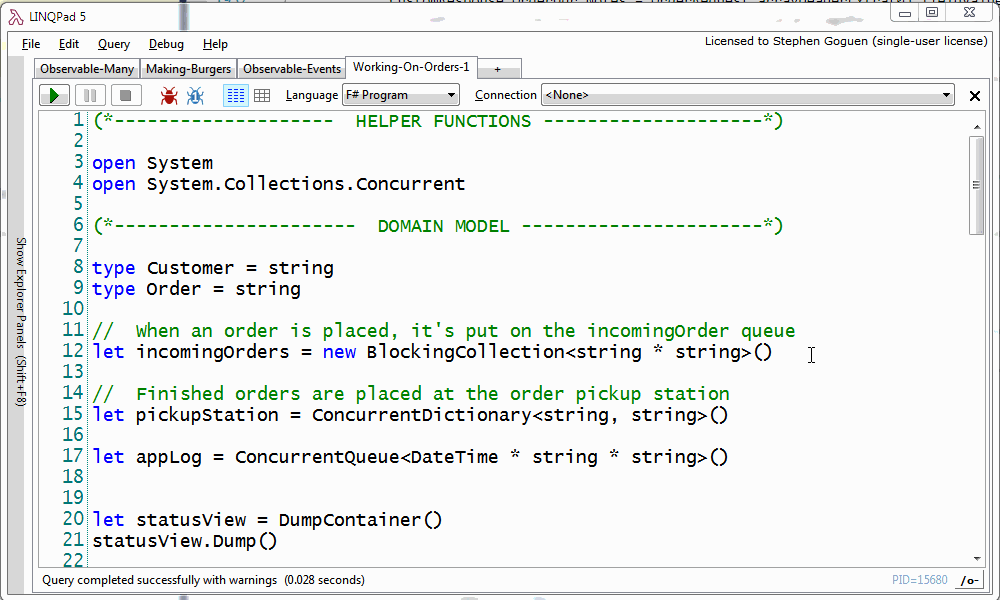 LINQPad 5
File Edit Query Debug Help
Licensed to Stephen Goguen (single-user license)
Observable-Many Making-Burgers Observable-Events Working-On-Orders-1 +
Language F# Program Connection <None>
Show Explorer Panels (Shift+F8)
1 (*-------------------- HELPER FUNCTIONS --------------------*)
2
3 open System
4 open System.Collections.Concurrent
5
6 (*---------------------- DOMAIN MODEL ----------------------*)
7
8 type Customer = string
9 type Order = string
10
11 // When an order is placed, it's put on the incomingOrder queue
12 let incomingOrders = new BlockingCollection<string * string>()
13
14 // Finished orders are placed at the order pickup station
15 let pickupStation = ConcurrentDictionary<string, string>()
16
17 let appLog = ConcurrentQueue<DateTime * string * string>()
18
19
20 let statusView = DumpContainer()
21 statusView.Dump()
22
Query completed successfully with warnings (0.028 seconds)
PID=15680 /o-